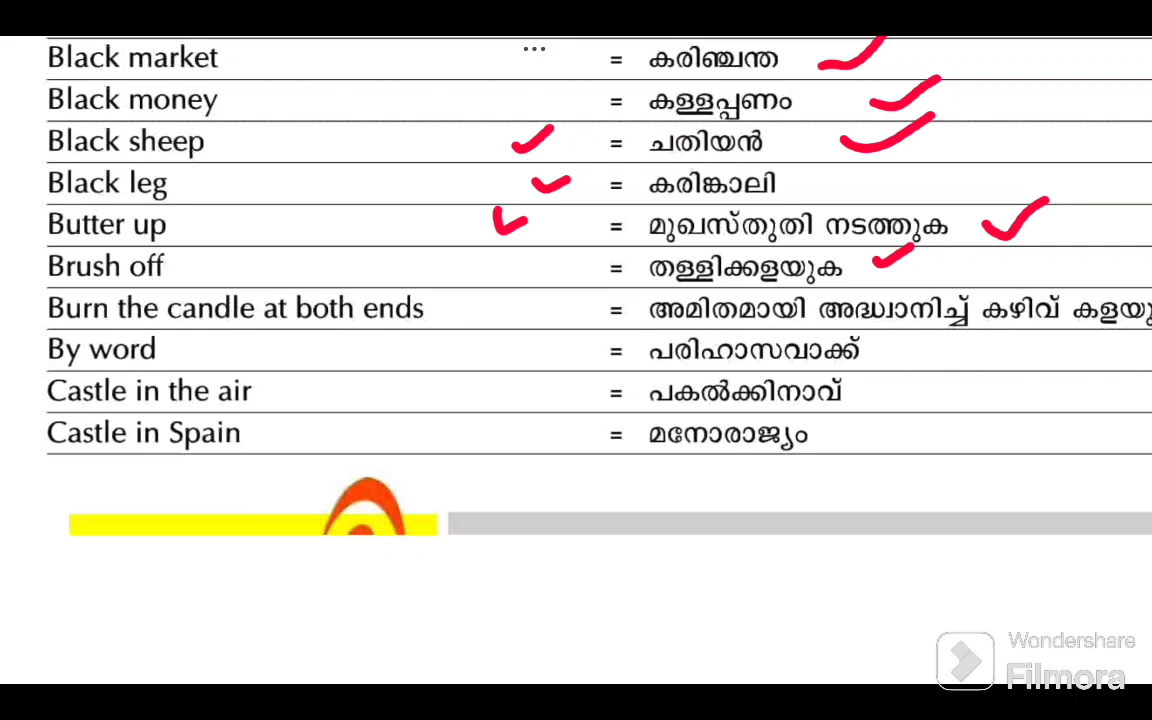 Black market = കരിഞ്ചന്ത
Black money = കള്ളപ്പണം
Black sheep = ചതിയൻ
Black leg = കരിങ്കാലി
Butter up = മുഖസ്തുതി നടത്തുക
Brush off = തള്ളിക്കളയുക
Burn the candle at both ends = അമിതമായി അദ്ധ്വാനിച്ച് കഴിവ് കളയു
By word = പരിഹാസവാക്ക്
Castle in the air = പകൽക്കിനാവ്
Castle in Spain = മനോരാജ്യം
Wondershare
Filmora